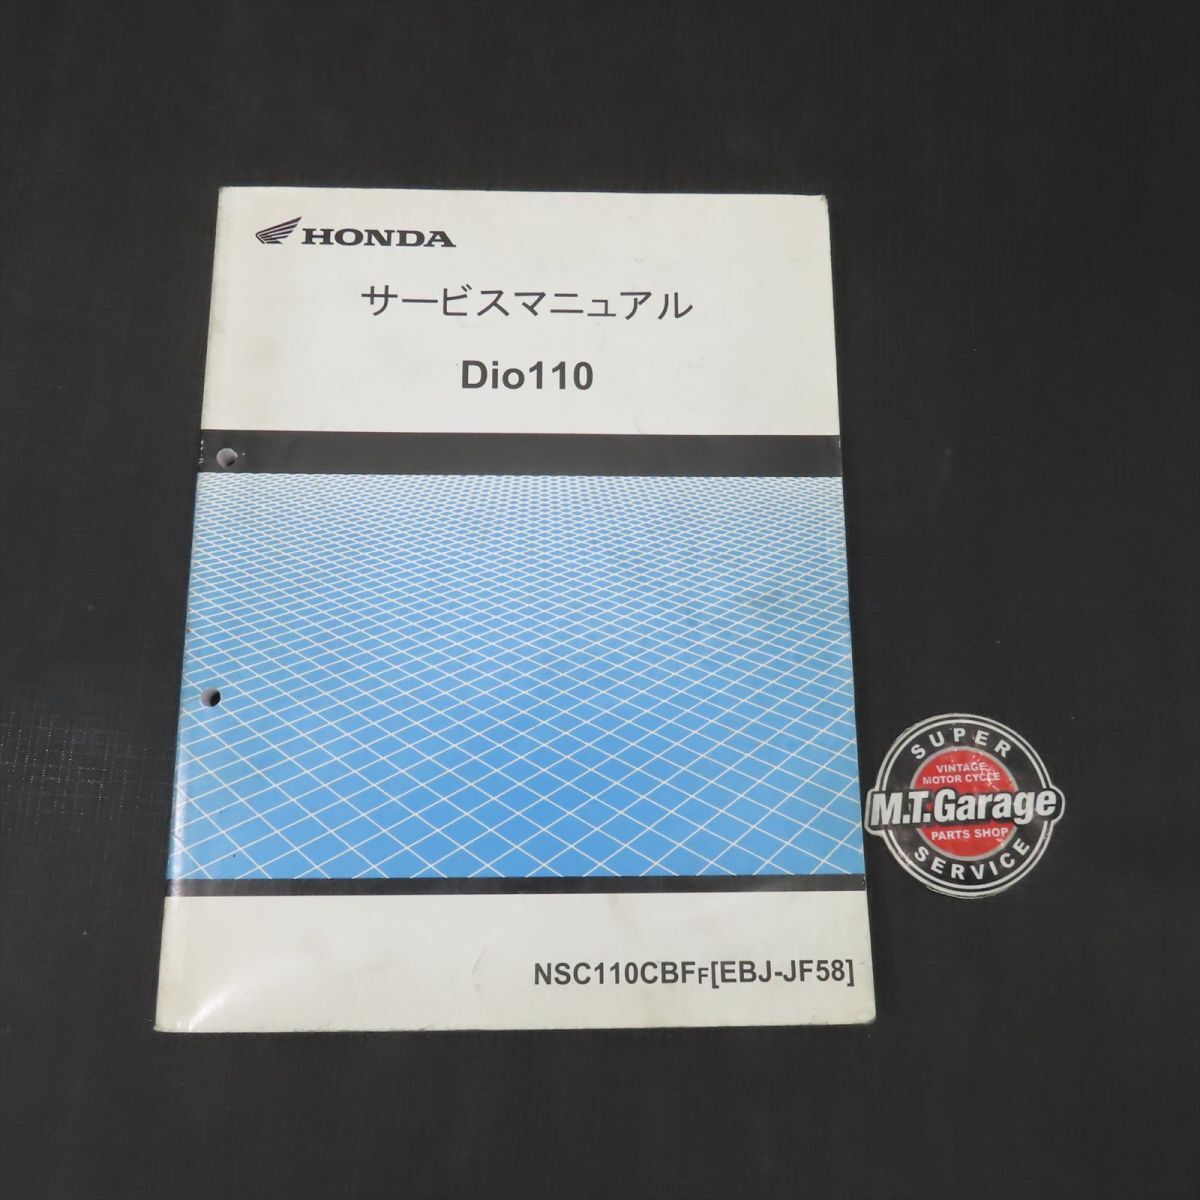 HONDA
サービスマニュアル
Dio110
NSC110CBFF[EBJ-JF58]
SUPER
VINTAGE
MOTOR CYCLE
M.T.Garage
PARTS SHOP
SERVICE